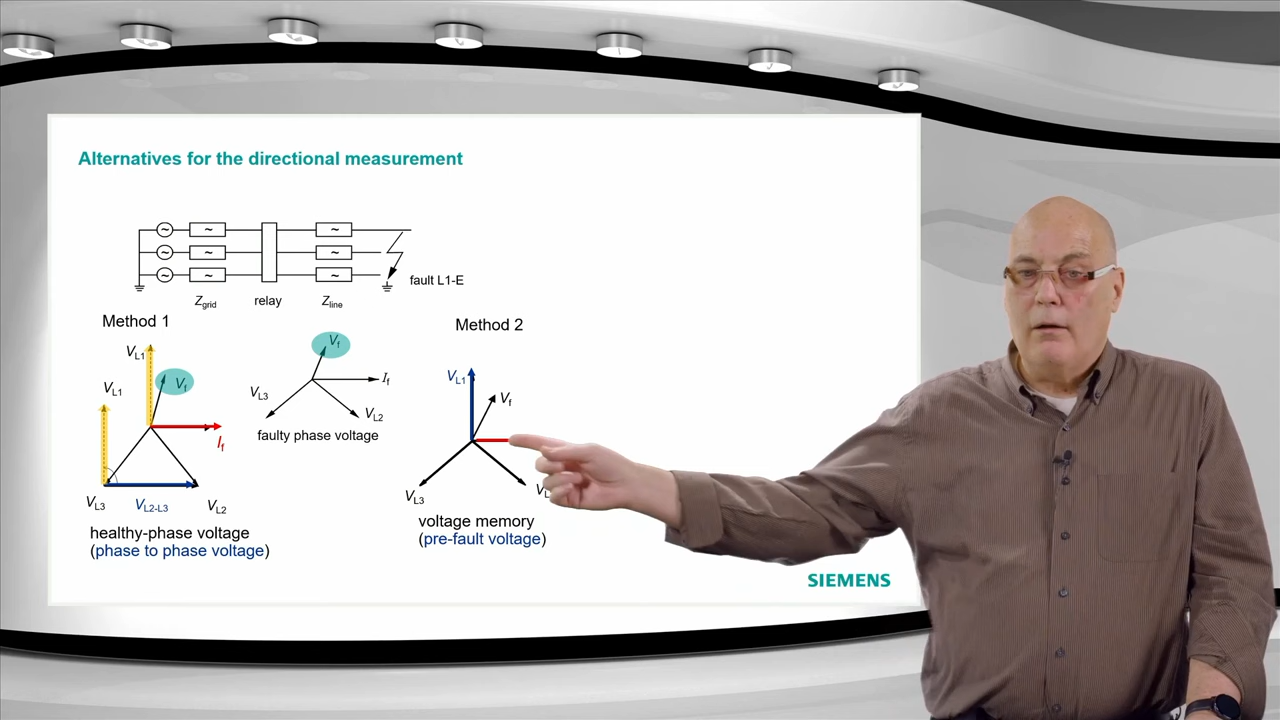 Alternatives for the directional measurement
~ ~
~ ~
~ ~
fault L1-E
Zgrid relay Zline
Method 1
Method 2
VL1
Vf
VL1
Vf
If
VL3
VL2
faulty phase voltage
VL1
Vf
If
VL3
VL2-L3
VL2
healthy-phase voltage
(phase to phase voltage)
VL3
VL
voltage memory
(pre-fault voltage)
SIEMENS